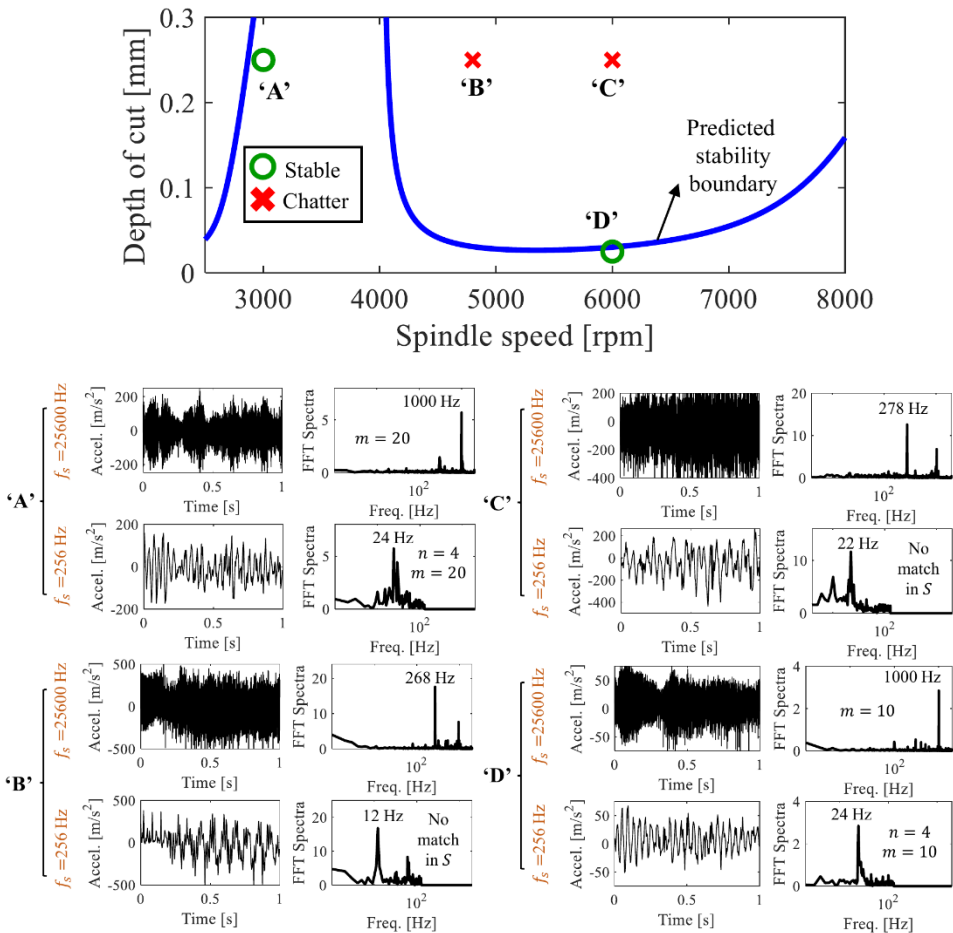 0.3
0.2
0.1
0
Depth of cut [mm]
‘A’
‘B’
‘C’
‘D’
Stable
Chatter
Predicted
stability
boundary
3000
4000
5000
6000
7000
8000
Spindle speed [rpm]
‘A’
fs =25600 Hz
Accel. [m/s²]
200
0
-200
0
0.5
1
Time [s]
FFT Spectra
10
5
0
1000 Hz
m = 20
10²
Freq. [Hz]
fs =256 Hz
Accel. [m/s²]
200
0
-200
0
0.5
1
Time [s]
FFT Spectra
10
5
0
24 Hz
n = 4
m = 20
10²
Freq. [Hz]
‘C’
fs =25600 Hz
Accel. [m/s²]
200
0
-200
-400
0
0.5
1
Time [s]
FFT Spectra
20
10
0
278 Hz
10²
Freq. [Hz]
fs =256 Hz
Accel. [m/s²]
200
0
-200
-400
0
0.5
1
Time [s]
FFT Spectra
10
0
22 Hz
No
match
in S
10²
Freq. [Hz]
‘B’
fs =25600 Hz
Accel. [m/s²]
500
0
-500
0
0.5
1
Time [s]
FFT Spectra
20
10
0
268 Hz
10²
Freq. [Hz]
fs =256 Hz
Accel. [m/s²]
500
0
-500
0
0.5
1
Time [s]
FFT Spectra
20
10
0
12 Hz
No
match
in S
10²
Freq. [Hz]
‘D’
fs =25600 Hz
Accel. [m/s²]
50
0
-50
0
0.5
1
Time [s]
FFT Spectra
4
2
0
1000 Hz
m = 10
10²
Freq. [Hz]
fs =256 Hz
Accel. [m/s²]
50
0
-50
0
0.5
1
Time [s]
FFT Spectra
4
2
0
24 Hz
n = 4
m = 10
10²
Freq. [Hz]